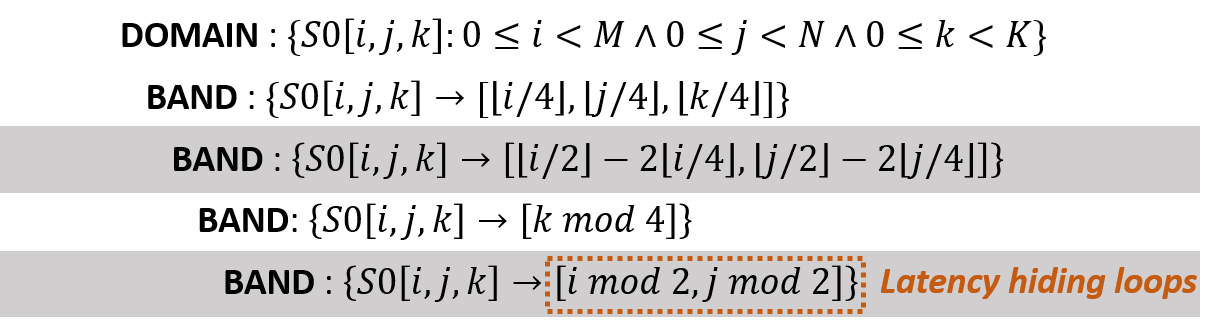 DOMAIN : {S0[i, j, k]: 0 ≤ i < M ∧ 0 ≤ j < N ∧ 0 ≤ k < K}
BAND : {S0[i, j, k] → [⌊i/4⌋, ⌊j/4⌋, ⌊k/4⌋]}
BAND : {S0[i, j, k] → [⌊i/2⌋ − 2⌊i/4⌋, ⌊j/2⌋ − 2⌊j/4⌋]}
BAND: {S0[i, j, k] → [k mod 4]}
BAND : {S0[i, j, k] → [i mod 2, j mod 2]} Latency hiding loops